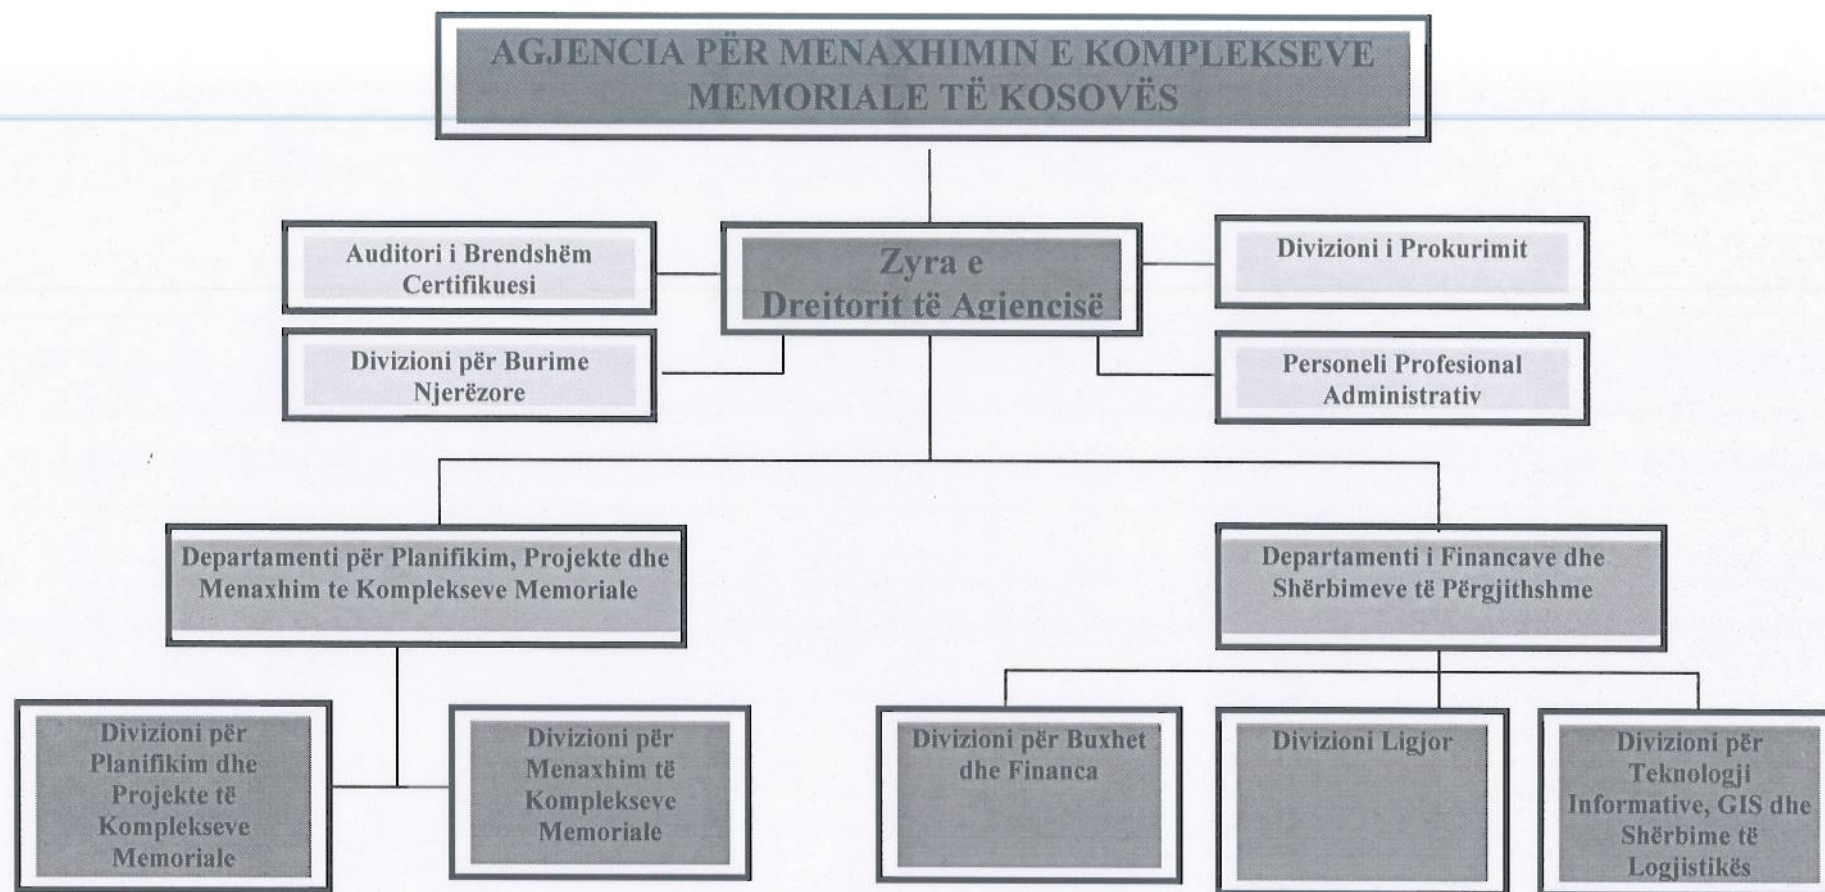 AGJENCIA PËR MENAXHIMIN E KOMPLEKSEVE
MEMORIALE TË KOSOVËS
Auditori i Brendshëm
Certifikuesi
Zyra e
Drejtorit të Agjencisë
Divizioni i Prokurimit
Divizioni për Burime
Njerëzore
Personeli Profesional
Administrativ
Departamenti për Planifikim, Projekte dhe
Menaxhim te Komplekseve Memoriale
Departamenti i Financave dhe
Shërbimeve të Përgjithshme
Divizioni për
Planifikim dhe
Projekte të
Komplekseve
Memoriale
Divizioni për
Menaxhim të
Komplekseve
Memoriale
Divizioni për Buxhet
dhe Financa
Divizioni Ligjor
Divizioni për
Teknologji
Informative, GIS dhe
Shërbime të
Logjistikës